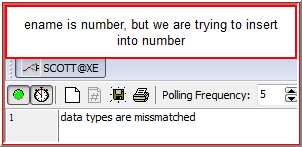 ename is number, but we are trying to insert
into number
SCOTT@XE
Polling Frequency: 5
1 data types are missmatched